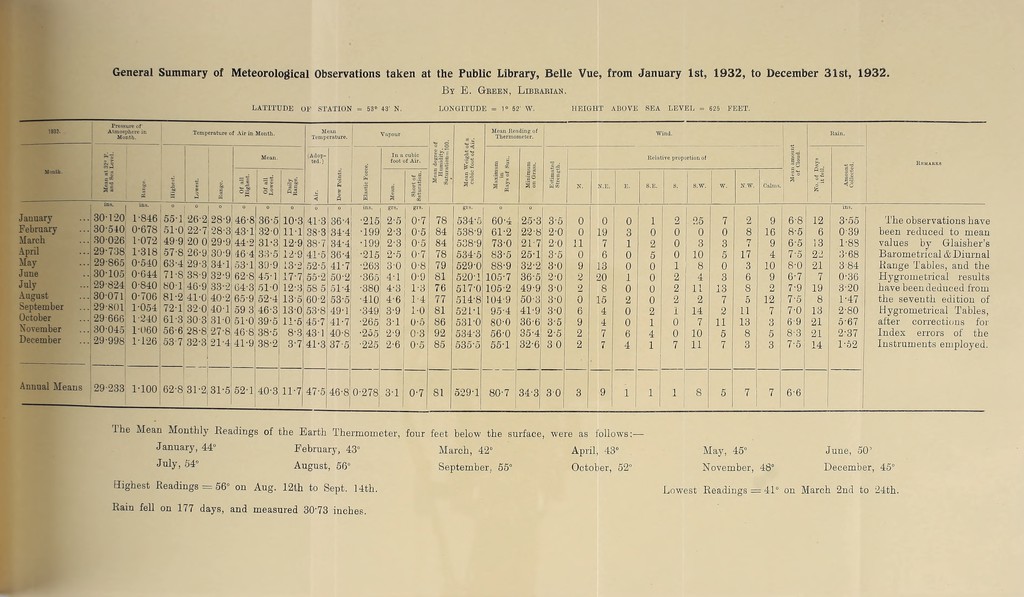 General Summary of Meteorological Observations taken at the Public Library, Belle Vue, from January 1st, 1932, to December 31st, 1932.
By E. Green, Librarian.
LATITUDE OF STATION = 53° 43' N. LONGITUDE = 1° 52' W. HEIGHT ABOVE SEA LEVEL = 625 FEET.
1932. Pressure of Atmosphere in Month. Temperature of Air in Month. Mean Temperature. Vapour Mean degree of Humidity. Saturation=100. Mean Weight of a cubic foot of Air. Mean Reading of Thermometer. Wind. Mean amount of Cloud. Rain. REMARKS
Month. Mean at 32° F. and Sea Level. Range. Highest. Lowest. Range. Mean. (Adopted.) In a cubic foot of Air. Relative proportion of
Of all Highest. Of all Lowest. Daily Range. Air. Dew Point. Elastic Force. Mean. Short of Saturation. Maximum in Rays of Sun. Minimum on Grass. Estimated Strength. N. N.E. E. S.E. S. S.W. W. N.W. Calms. No. of Days it fell. Amount Collected.
ins. ins. o o o o o o o o ins. grs. grs. grs. o o ins.
January ... 30·120 1·846 55·1 26·2 28·9 46·8 36·5 10·3 41·3 36·4 ·215 2·5 0·7 78 534·5 60·4 25·3 3·5 0 0 0 1 2 25 7 2 9 6·8 12 3·55 The observations have
February ... 30·540 0·678 51·0 22·7 28·3 43·1 32·0 11·1 38·3 34·4 ·199 2·3 0·5 84 538·9 61·2 22·8 2·0 0 19 3 0 0 0 0 8 16 8·5 6 0·39 been reduced to mean
March ... 30·026 1·072 49·9 20·0 29·9 44·2 31·3 12·9 38·7 34·4 ·199 2·3 0·5 84 538·9 73·0 21·7 2·0 11 7 1 2 0 3 3 7 9 6·5 13 1·88 values by Glaisher's
April ... 29·738 1·318 57·8 26·9 30·9 46·4 33·5 12·9 41·5 36·4 ·215 2·5 0·7 78 534·5 83·5 25·1 3·5 0 6 0 5 0 10 5 17 4 7·5 22 3·68 Barometrical & Diurnal
May ... 29·865 0·540 63·4 29·3 34·1 53·1 39·9 13·2 52·5 41·7 ·263 3·0 0·8 79 529·0 88·9 32·2 3·0 9 13 0 0 1 8 0 3 10 8·0 21 3·84 Range Tables, and the
June ... 30·105 0·644 71·8 38·9 32·9 62·8 45·1 17·7 55·2 50·2 ·365 4·1 0·9 81 520·1 105·7 36·5 2·0 2 20 1 0 2 4 3 6 9 6·7 7 0·36 Hygrometrical results
July ... 29·824 0·840 80·1 46·9 33·2 64·3 51·0 12·3 58·5 51·4 ·380 4·3 1·3 76 517·0 105·2 49·9 3·0 2 8 0 0 2 11 13 8 2 7·9 19 3·20 have been deduced from
August ... 30·071 0·706 81·2 41·0 40·2 65·9 52·4 13·5 60·2 53·5 ·410 4·6 1·4 77 514·8 104·9 50·3 3·0 0 15 2 0 2 2 7 5 12 7·5 8 1·47 the seventh edition of
September ... 29·801 1·054 72·1 32·0 40·1 59·3 46·3 13·0 53·8 49·1 ·349 3·9 1·0 81 521·1 95·4 41·9 3·0 6 4 0 2 1 14 2 11 7 7·0 13 2·80 Hygrometrical Tables,
October ... 29·666 1·240 61·3 30·3 31·0 51·0 39·5 11·5 45·7 41·7 ·265 3·1 0·5 86 531·0 80·0 36·6 3·5 9 4 0 1 0 7 11 13 3 6·9 21 5·67 after corrections for
November ... 30·045 1·060 56·6 28·8 27·8 46·8 38·5 8·3 43·1 40·8 ·255 2·9 0·3 92 534·3 56·0 35·4 2·5 2 7 6 4 0 10 5 8 5 8·3 21 2·37 Index errors of the
December ... 29·998 1·126 53·7 32·3 21·4 41·9 38·2 3·7 41·3 37·5 ·225 2·6 0·5 85 535·5 55·1 32·6 3·0 2 7 4 1 7 11 7 3 3 7·5 14 1·52 Instruments employed.
Annual Means 29·233 1·100 62·8 31·2 31·5 52·1 40·3 11·7 47·5 46·8 0·278 3·1 0·7 81 529·1 80·7 34·3 3·0 3 9 1 1 1 8 5 7 7 6·6
The Mean Monthly Readings of the Earth Thermometer, four feet below the surface, were as follows:—
January, 44° February, 43° March, 42° April, 43° May, 45° June, 50°
July, 54° August, 56° September, 55° October, 52° November, 48° December, 45°
Highest Readings = 56° on Aug. 12th to Sept. 14th. Lowest Readings = 41° on March 2nd to 24th.
Rain fell on 177 days, and measured 30·73 inches.